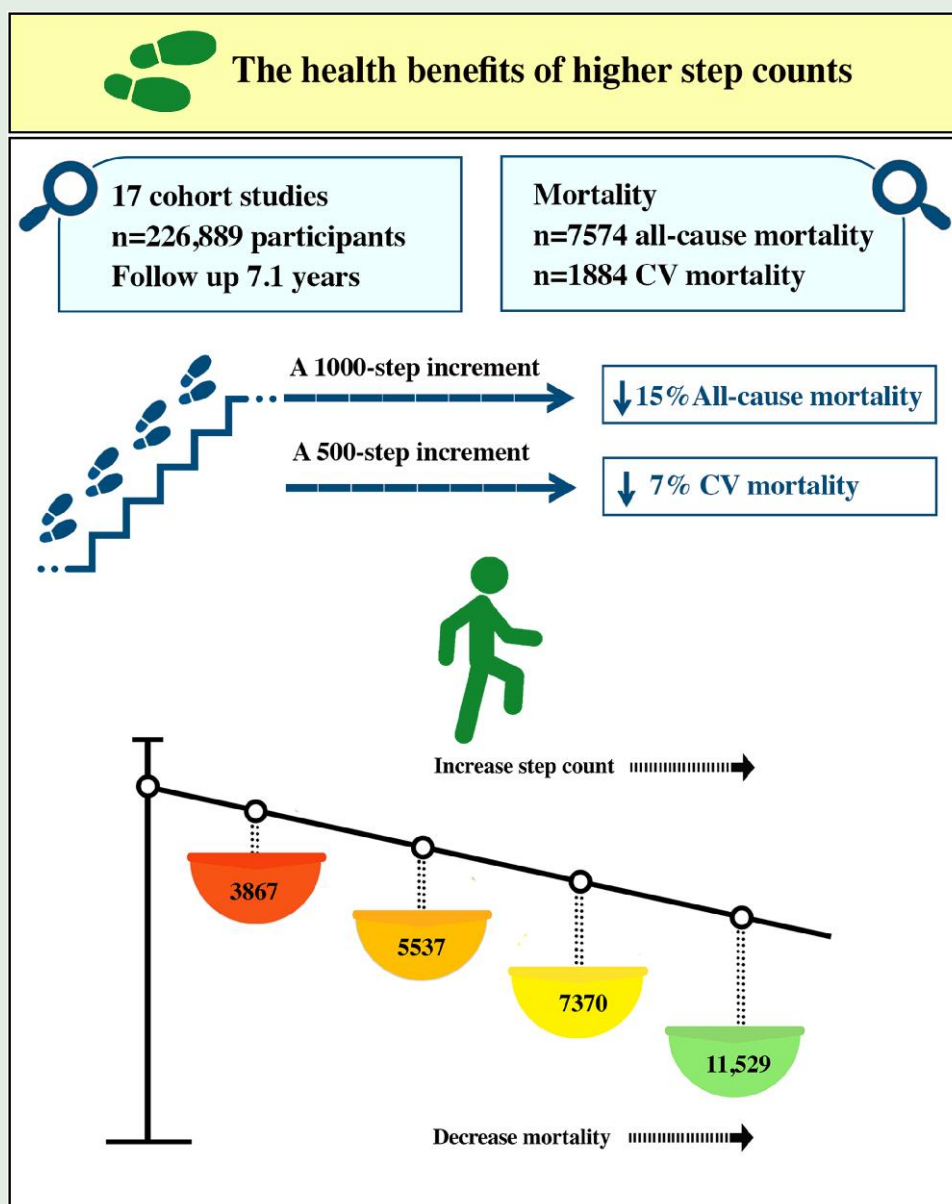 The health benefits of higher step counts
17 cohort studies
n=226,889 participants
Follow up 7.1 years
Mortality
n=7574 all-cause mortality
n=1884 CV mortality
A 1000-step increment
↓15% All-cause mortality
A 500-step increment
↓ 7% CV mortality
Increase step count
3867
5537
7370
11,529
Decrease mortality